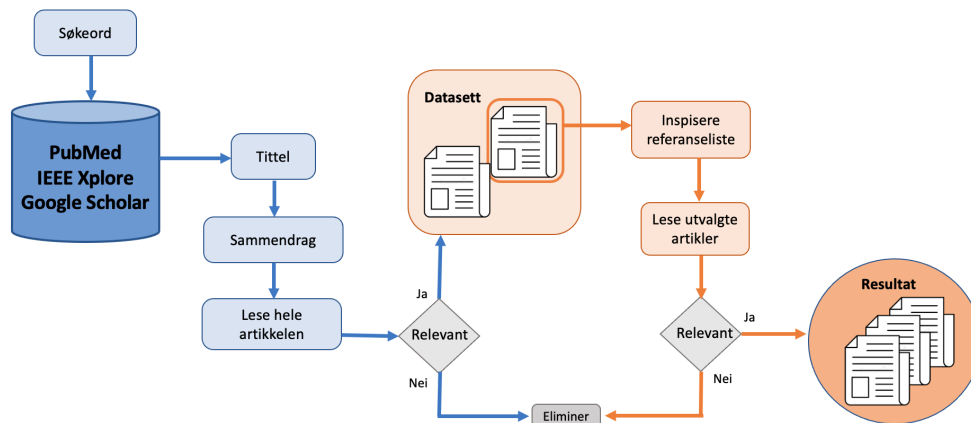 Søkeord
PubMed
IEEE Xplore
Google Scholar
Tittel
Sammendrag
Lese hele
artikkelen
Relevant
Ja
Nei
Datasett
Inspisere
referanseliste
Lese utvalgte
artikler
Relevant
Ja
Nei
Eliminer
Resultat